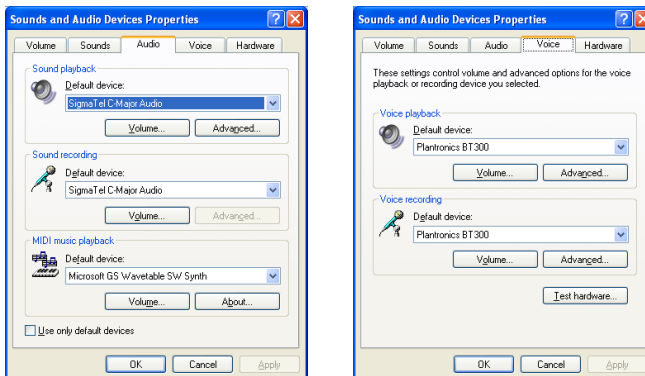 Sounds and Audio Devices Properties
Volume Sounds Audio Voice Hardware
Sound playback
Default device:
SigmaTel C-Major Audio
Volume... Advanced...
Sound recording
Default device:
SigmaTel C-Major Audio
Volume... Advanced...
MIDI music playback
Default device:
Microsoft GS Wavetable SW Synth
Volume... About...
Use only default devices
OK Cancel Apply
Sounds and Audio Devices Properties
Volume Sounds Audio Voice Hardware
These settings control volume and advanced options for the voice
playback or recording device you selected.
Voice playback
Default device:
Plantronics BT300
Volume... Advanced...
Voice recording
Default device:
Plantronics BT300
Volume... Advanced...
Test hardware...
OK Cancel Apply